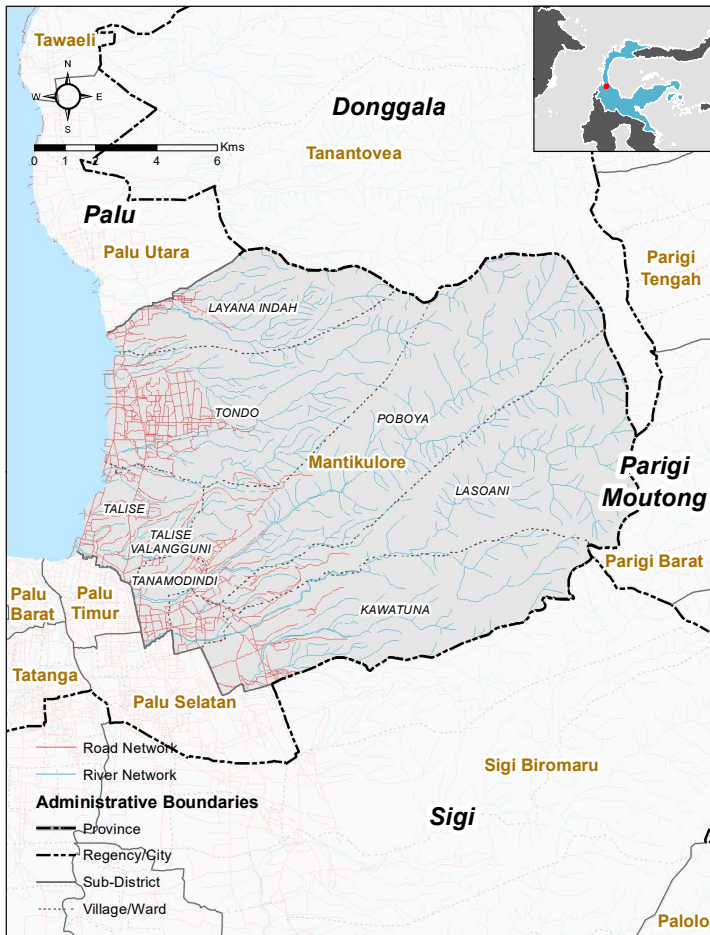 Tawaeli
N
W
E
S
Kms
0 1 2 4 6
Donggala
Tanantovea
Palu
Palu Utara
Parigi
Tengah
LAYANA INDAH
TONDO
POBOYA
Mantikulore
Parigi
Moutong
LASOANI
TALISE
TALISE
VALANGGUNI
TANAMODINDI
Palu
Barat
Palu
Timur
Parigi Barat
KAWATUNA
Tatanga
Palu Selatan
Road Network
River Network
Sigi Biromaru
Administrative Boundaries
Sigi
Province
Regency/City
Sub-District
Village/Ward
Palolo